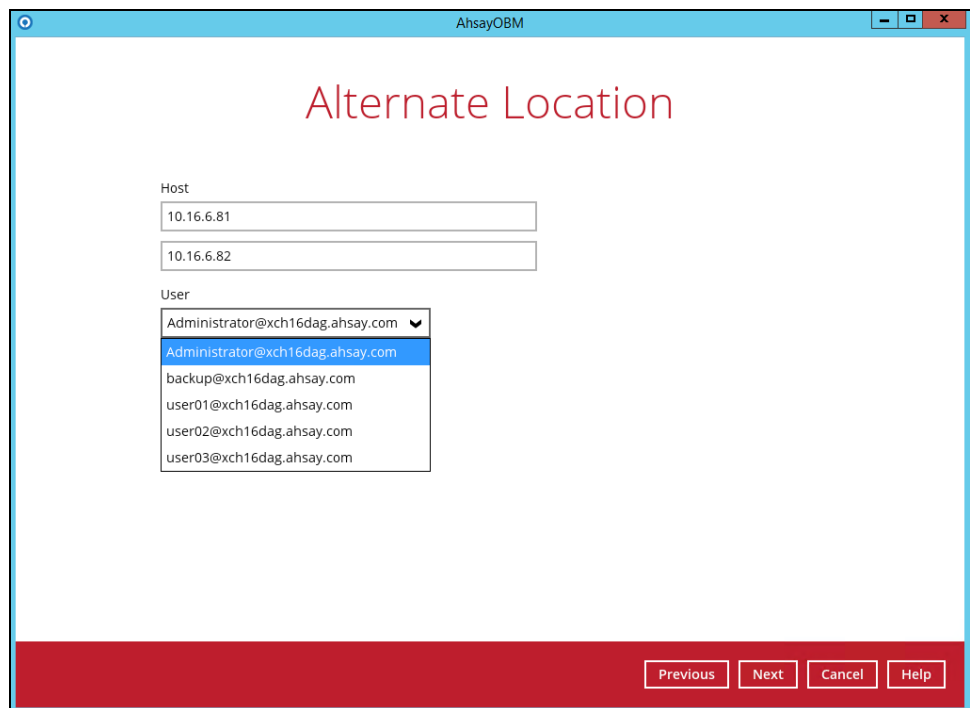 AhsayOBM
Alternate Location
Host
10.16.6.81
10.16.6.82
User
Administrator@xch16dag.ahsay.com
Administrator@xch16dag.ahsay.com
backup@xch16dag.ahsay.com
user01@xch16dag.ahsay.com
user02@xch16dag.ahsay.com
user03@xch16dag.ahsay.com
Previous Next Cancel Help